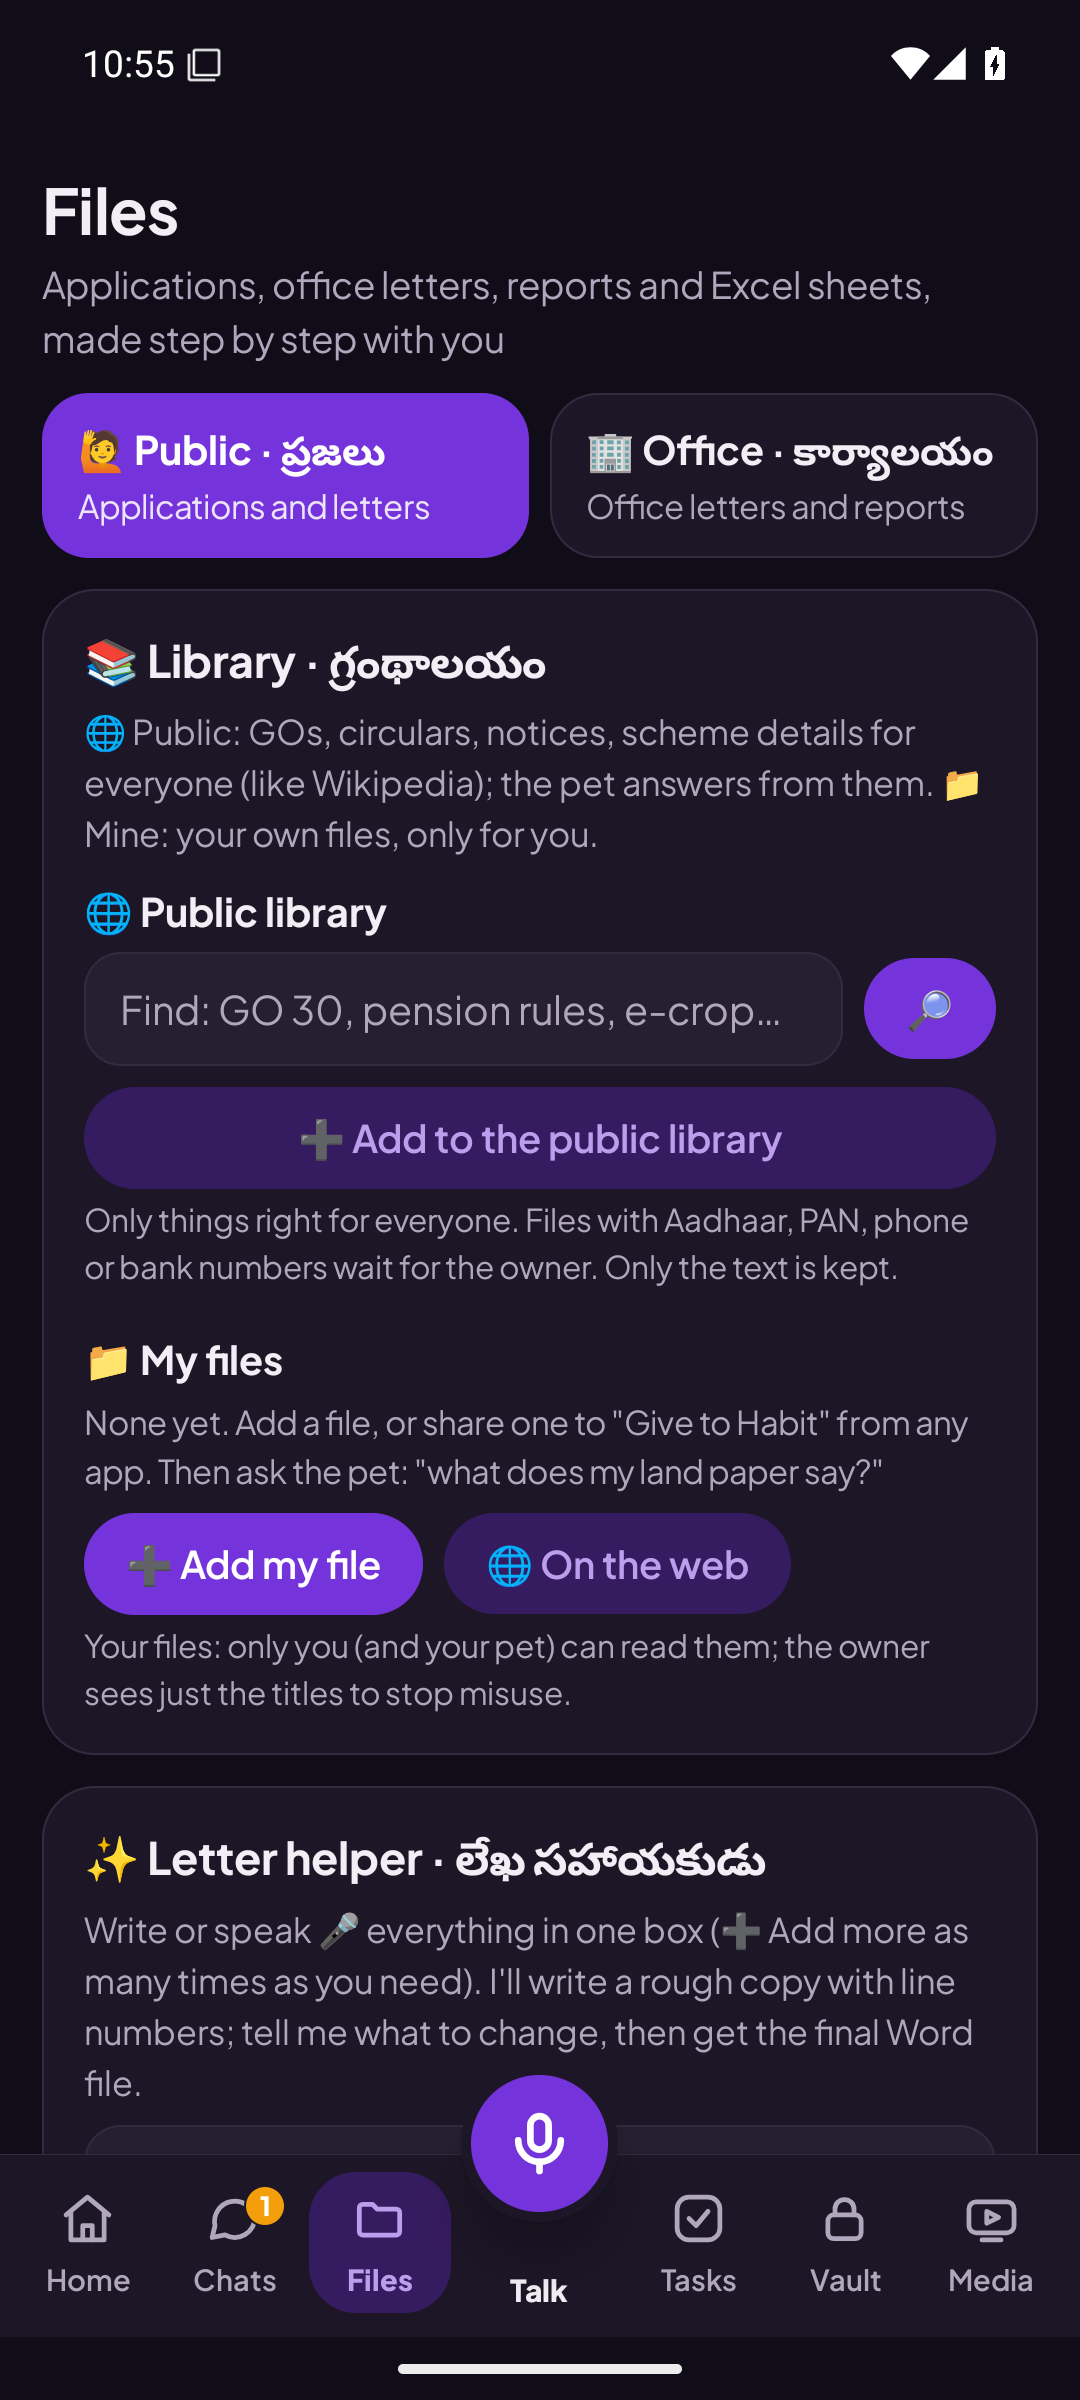 10:55
Files
Applications, office letters, reports and Excel sheets,
made step by step with you
🙋 Public · ప్రజలు
Applications and letters
🏢 Office · కార్యాలయం
Office letters and reports
📚 Library · గ్రంథాలయం
🌐 Public: GOs, circulars, notices, scheme details for
everyone (like Wikipedia); the pet answers from them. 📁
Mine: your own files, only for you.
🌐 Public library
Find: GO 30, pension rules, e-crop…
🔎
➕ Add to the public library
Only things right for everyone. Files with Aadhaar, PAN, phone
or bank numbers wait for the owner. Only the text is kept.
📁 My files
None yet. Add a file, or share one to "Give to Habit" from any
app. Then ask the pet: "what does my land paper say?"
➕ Add my file
🌐 On the web
Your files: only you (and your pet) can read them; the owner
sees just the titles to stop misuse.
✨ Letter helper · లేఖ సహాయకుడు
Write or speak 🎤 everything in one box (➕ Add more as
many times as you need). I'll write a rough copy with line
numbers; tell me what to change, then get the final Word
file.
Home
1
Chats
Files
Talk
Tasks
Vault
Media